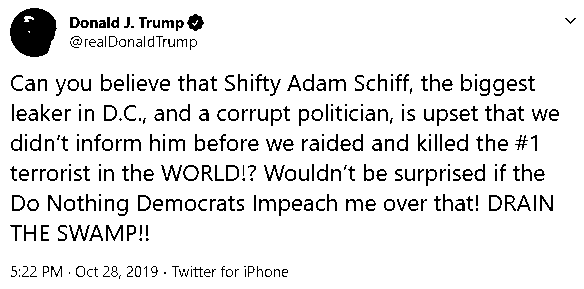 Donald J. Trump
@realDonaldTrump
Can you believe that Shifty Adam Schiff, the biggest
leaker in D.C., and a corrupt politician, is upset that we
didn't inform him before we raided and killed the #1
terrorist in the WORLD!? Wouldn't be surprised if the
Do Nothing Democrats Impeach me over that! DRAIN
THE SWAMP!!
5:22 PM · Oct 28, 2019 · Twitter for iPhone